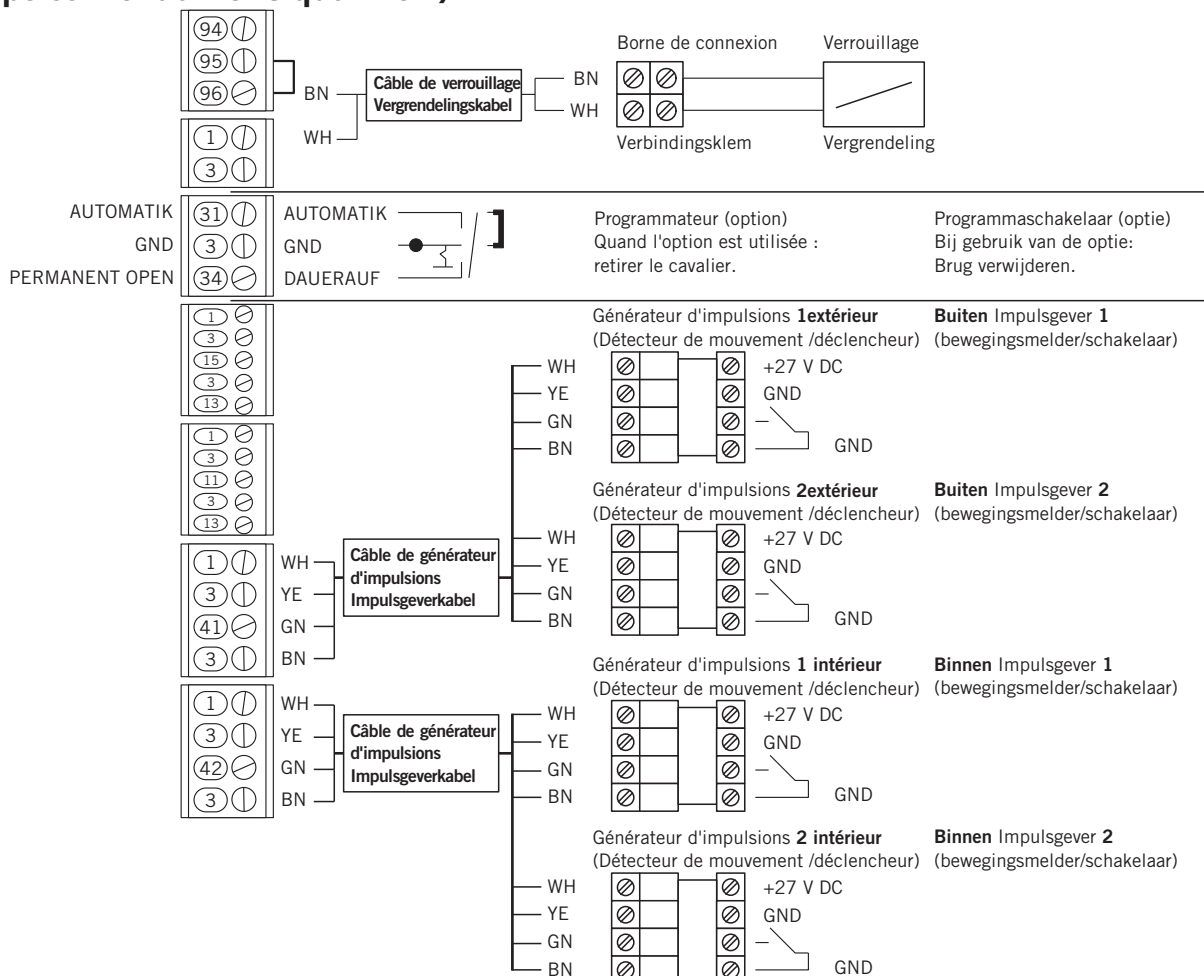 94
95
96
BN
WH
Câble de verrouillage
Vergrendelingskabel
BN
WH
Borne de connexion
Verbindingsklem
Verrouillage
Vergrendeling
1
3
AUTOMATIK
GND
PERMANENT OPEN
31
3
34
AUTOMATIK
GND
DAUERAUF
Programmateur (option)
Quand l'option est utilisée :
retirer le cavalier.
Programmaschakelaar (optie)
Bij gebruik van de optie:
Brug verwijderen.
1
3
15
3
13
1
3
11
3
13
Générateur d'impulsions 1extérieur
(Détecteur de mouvement /déclencheur)
Buiten Impulsgever 1
(bewegingsmelder/schakelaar)
WH
YE
GN
BN
+27 V DC
GND
GND
Générateur d'impulsions 2extérieur
(Détecteur de mouvement /déclencheur)
Buiten Impulsgever 2
(bewegingsmelder/schakelaar)
WH
YE
GN
BN
+27 V DC
GND
GND
1
3
41
3
WH
YE
GN
BN
Câble de générateur
d'impulsions
Impulsgeverkabel
Générateur d'impulsions 1 intérieur
(Détecteur de mouvement /déclencheur)
Binnen Impulsgever 1
(bewegingsmelder/schakelaar)
1
3
42
3
WH
YE
GN
BN
Câble de générateur
d'impulsions
Impulsgeverkabel
WH
YE
GN
BN
+27 V DC
GND
GND
Générateur d'impulsions 2 intérieur
(Détecteur de mouvement /déclencheur)
Binnen Impulsgever 2
(bewegingsmelder/schakelaar)
WH
YE
GN
BN
+27 V DC
GND
GND